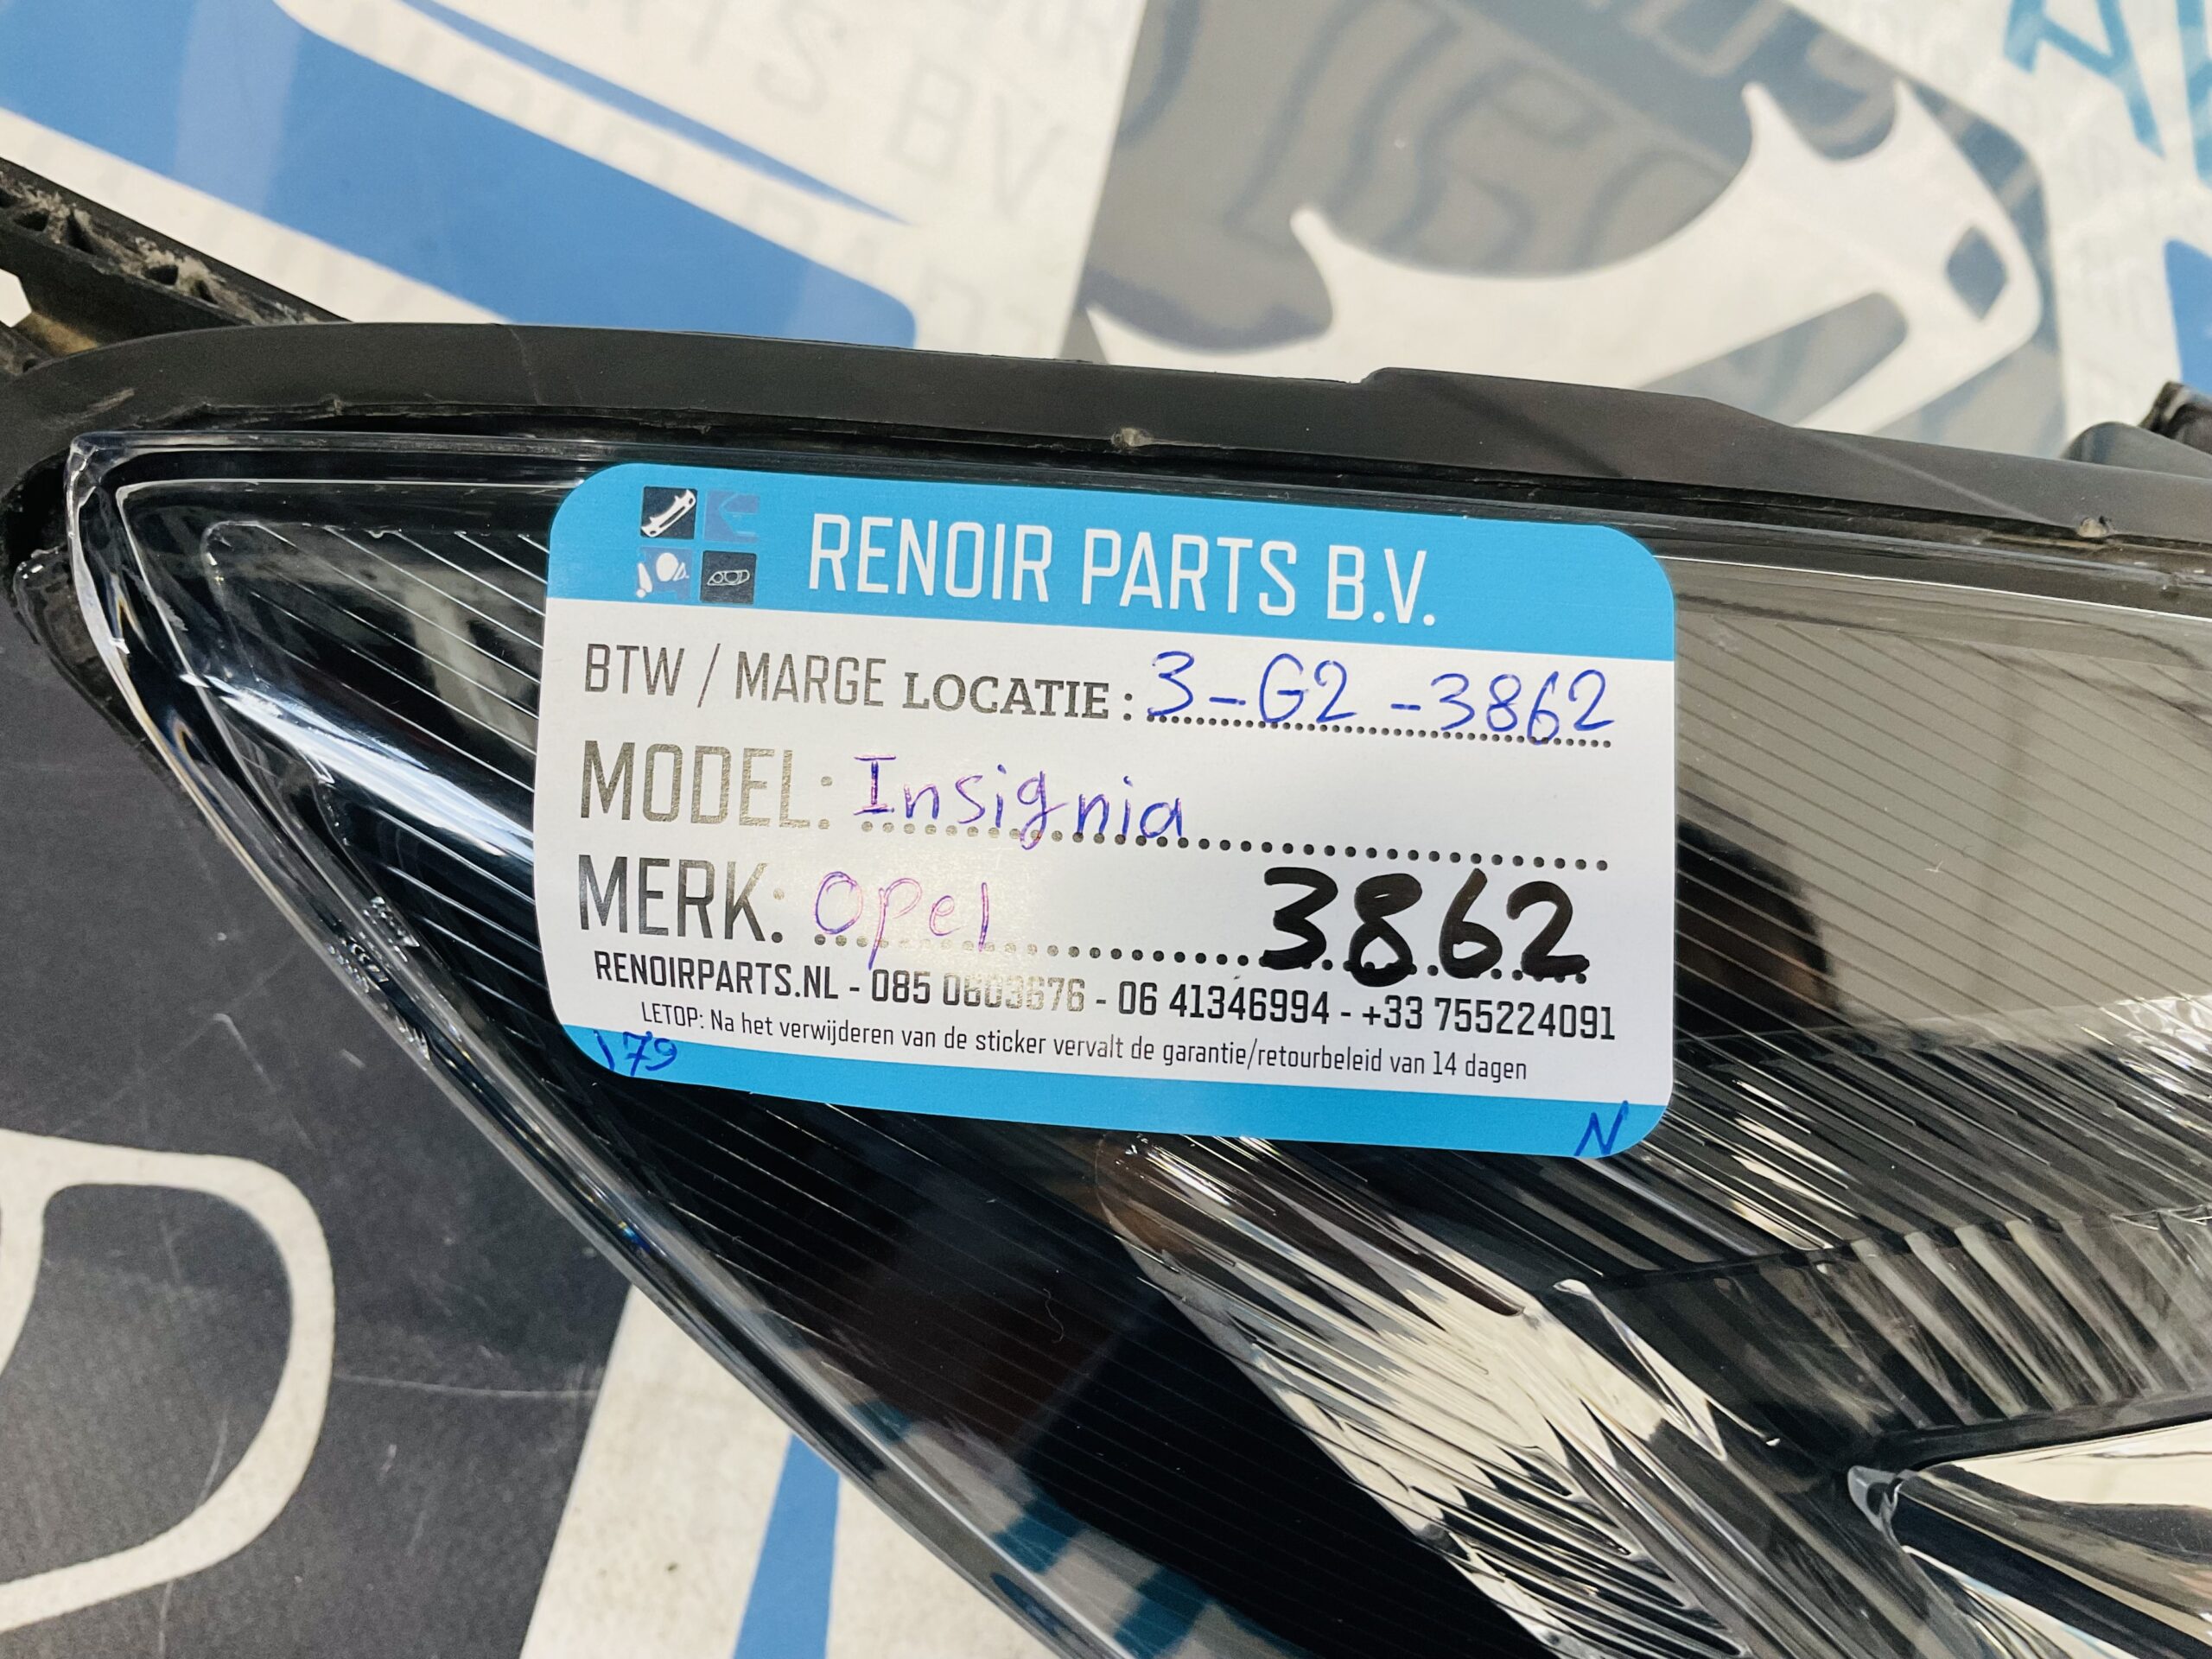 RENOIR PARTS B.V.
BTW / MARGE LOCATIE: 3-G2-3862
MODEL: Insignia
MERK: Opel 3862
RENOIRPARTS.NL - 085 0603676 - 06 41346994 - +33 755224091
LETOP: Na het verwijderen van de sticker vervalt de garantie/retourbeleid van 14 dagen
179
N